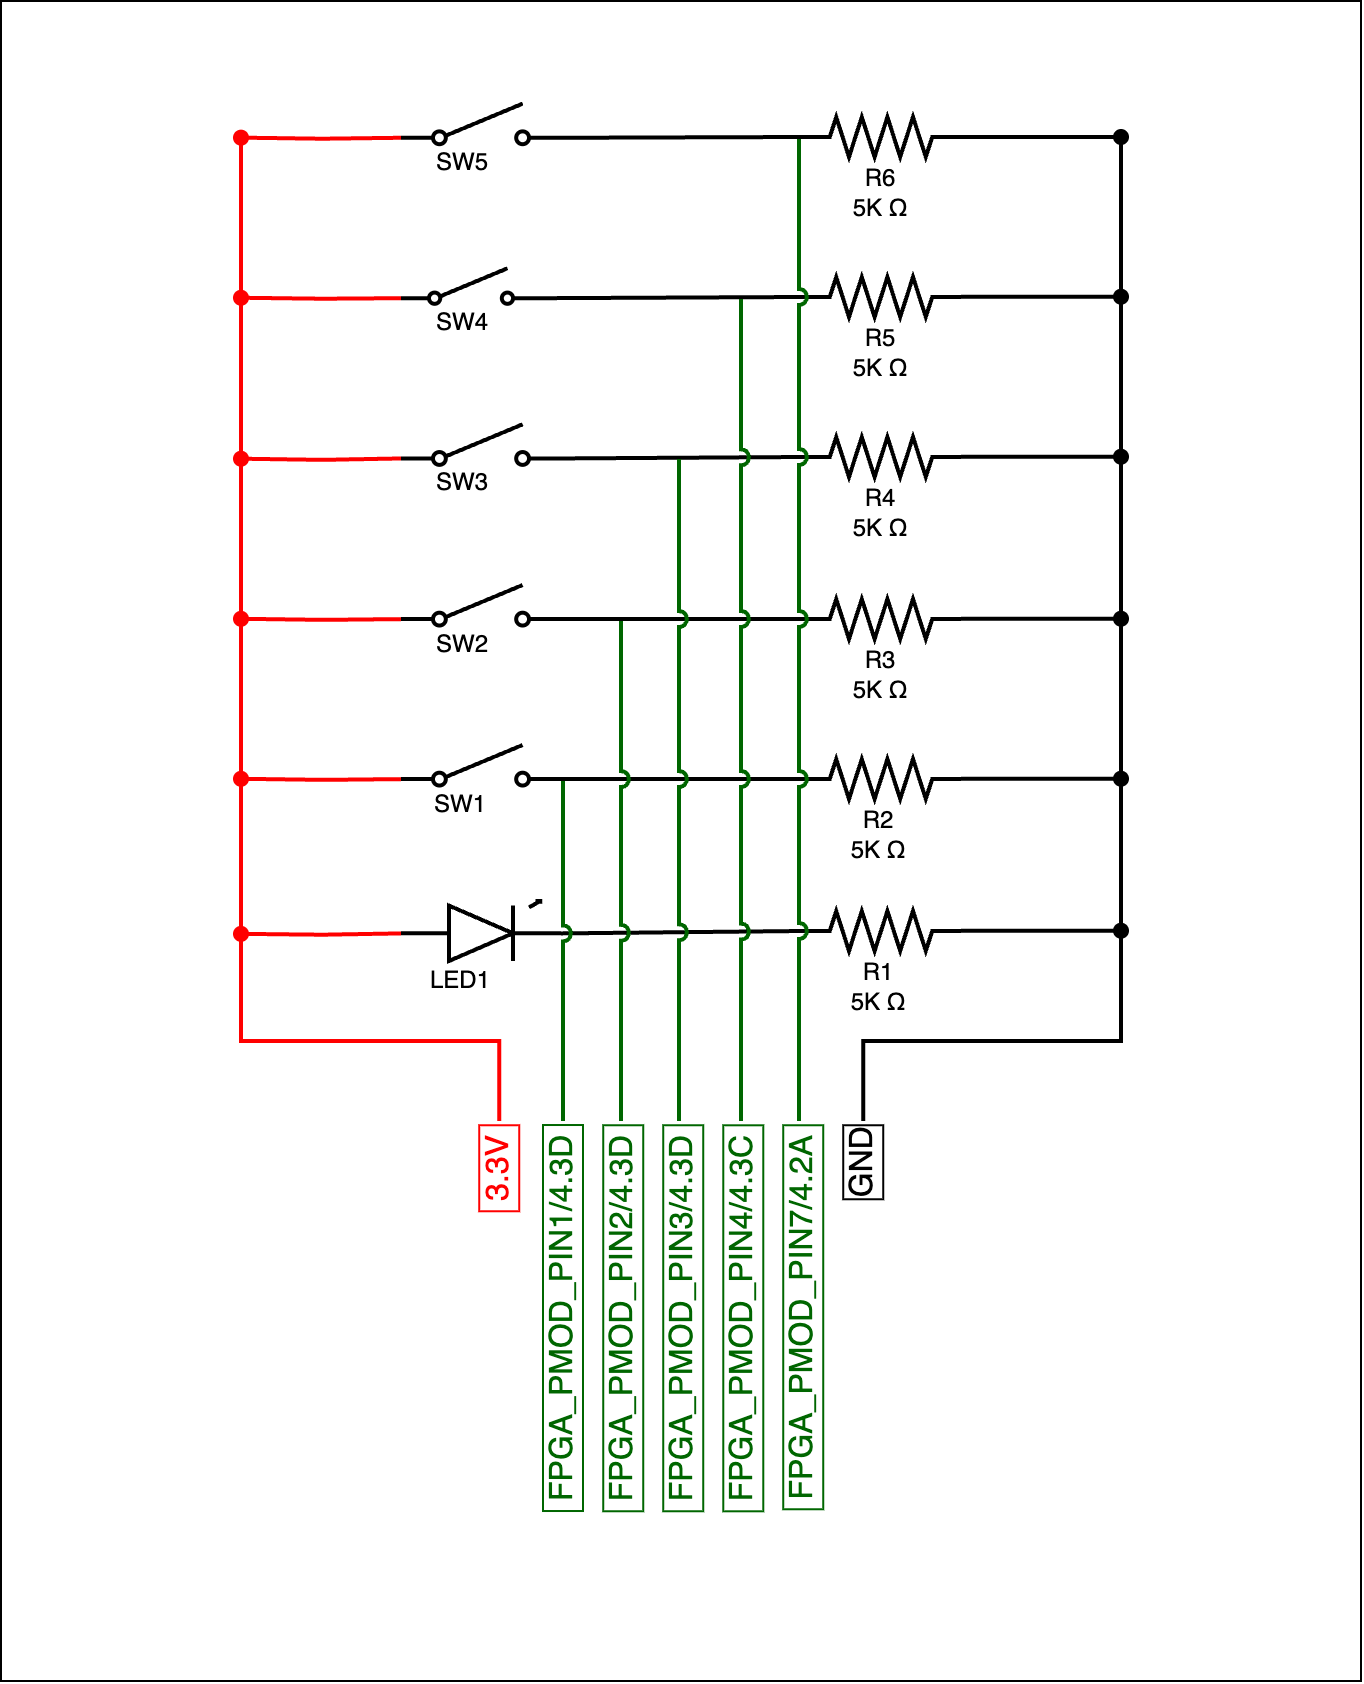 SW5
R6
5K Ω
SW4
R5
5K Ω
SW3
R4
5K Ω
SW2
R3
5K Ω
SW1
R2
5K Ω
LED1
R1
5K Ω
3.3V
FPGA_PMOD_PIN1/4.3D
FPGA_PMOD_PIN2/4.3D
FPGA_PMOD_PIN3/4.3D
FPGA_PMOD_PIN4/4.3C
FPGA_PMOD_PIN7/4.2A
GND